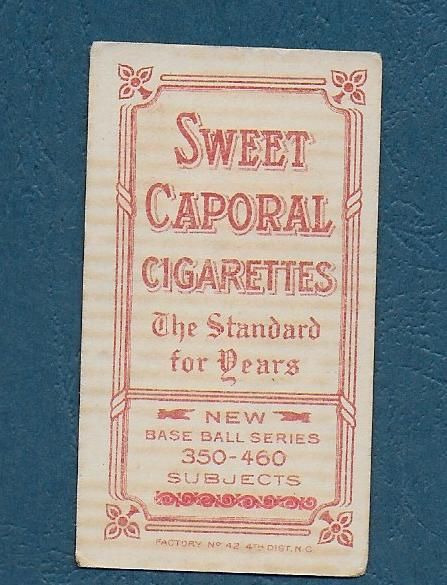 SWEET
CAPORAL
CIGARETTES
The Standard
for Years
NEW
BASE BALL SERIES
350-460
SUBJECTS
FACTORY Nº 42 4TH DIST. N.C.